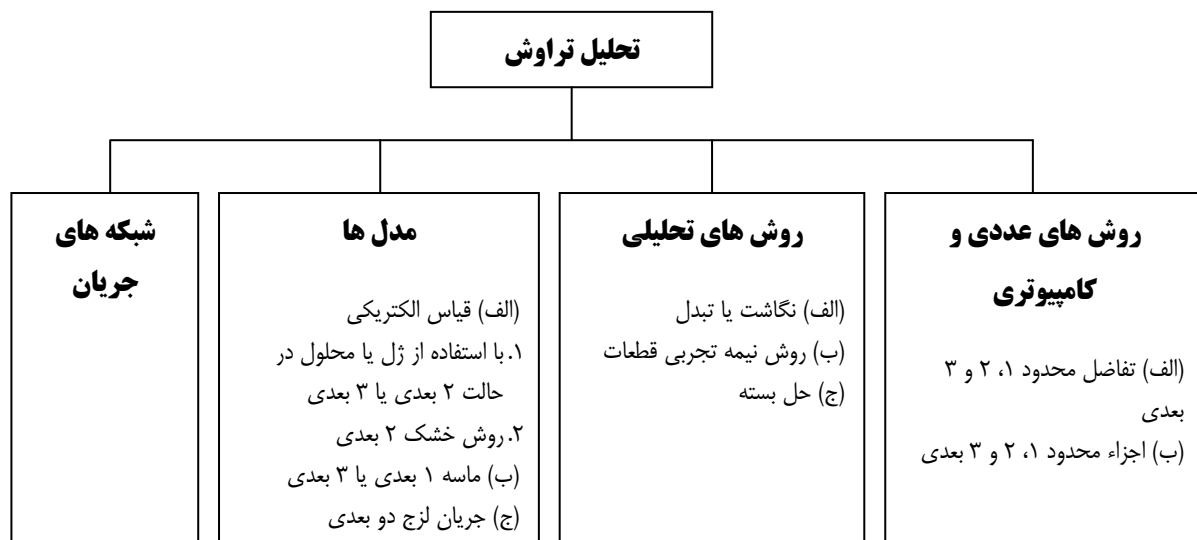 تحلیل تراوش
روش های عددی و
کامپیوتری
(الف) تفاضل محدود ۱، ۲ و ۳
بعدی
(ب) اجزاء محدود ۱، ۲ و ۳ بعدی
روش های تحلیلی
(الف) نگاشت یا تبدل
(ب) روش نیمه تجربی قطعات
(ج) حل بسته
مدل ها
(الف) قیاس الکتریکی
۱. با استفاده از ژل یا محلول در
حالت ۲ بعدی یا ۳ بعدی
۲. روش خشک ۲ بعدی
(ب) ماسه ۱ بعدی یا ۳ بعدی
(ج) جریان لزج دو بعدی
شبکه های
جریان